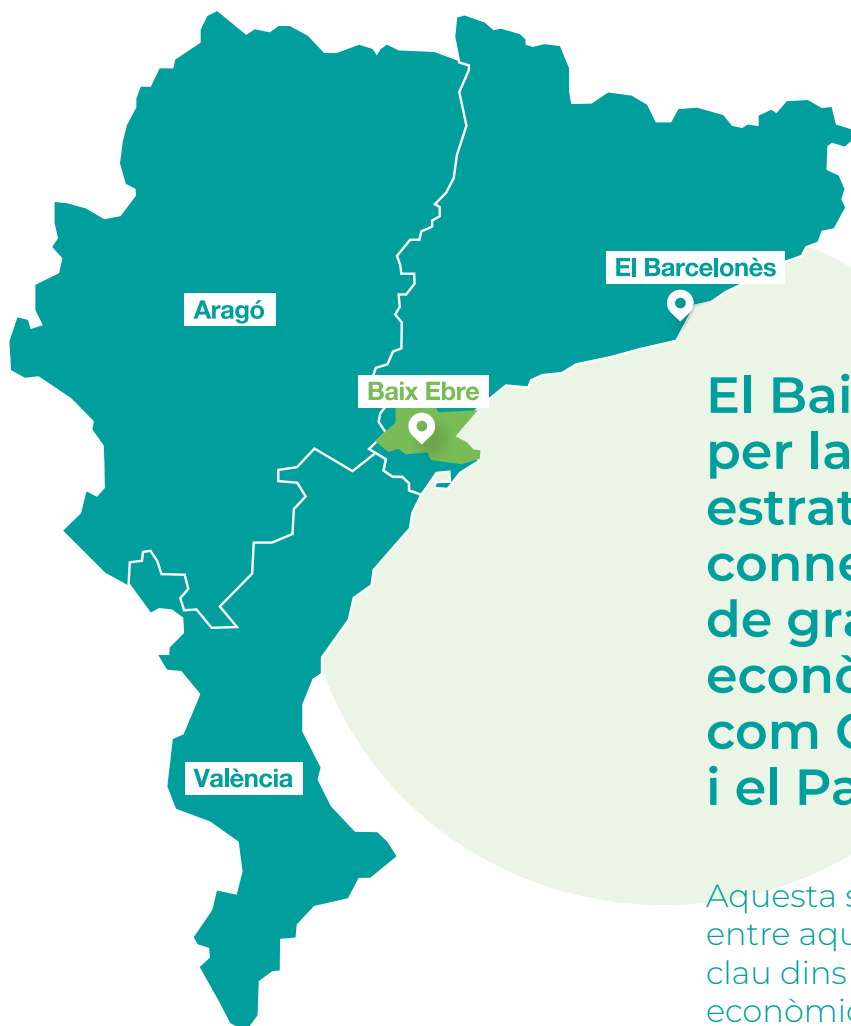 El Barcelonès
Aragó
Baix Ebre
València
El Bai
per la
estrat
conne
de gra
econò
com C
i el Pa
Aquesta s
entre aqu
clau dins
econòmic